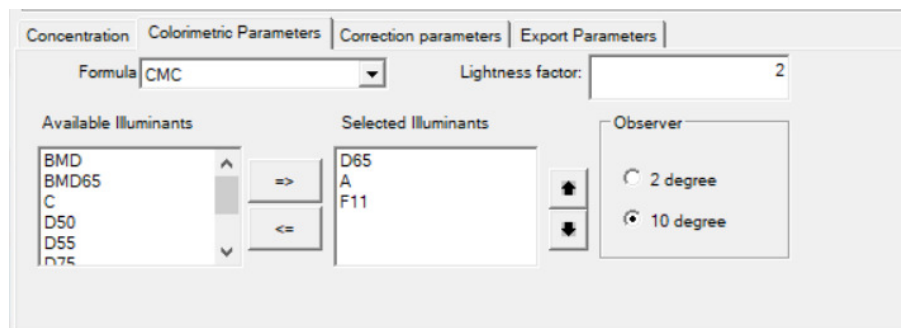 Concentration Colorimetric Parameters Correction parameters Export Parameters
Formula CMC Lightness factor: 2
Available Illuminants Selected Illuminants Observer
BMD
BMD65
C
D50
D55
D75
=>
<=
D65
A
F11
2 degree
10 degree